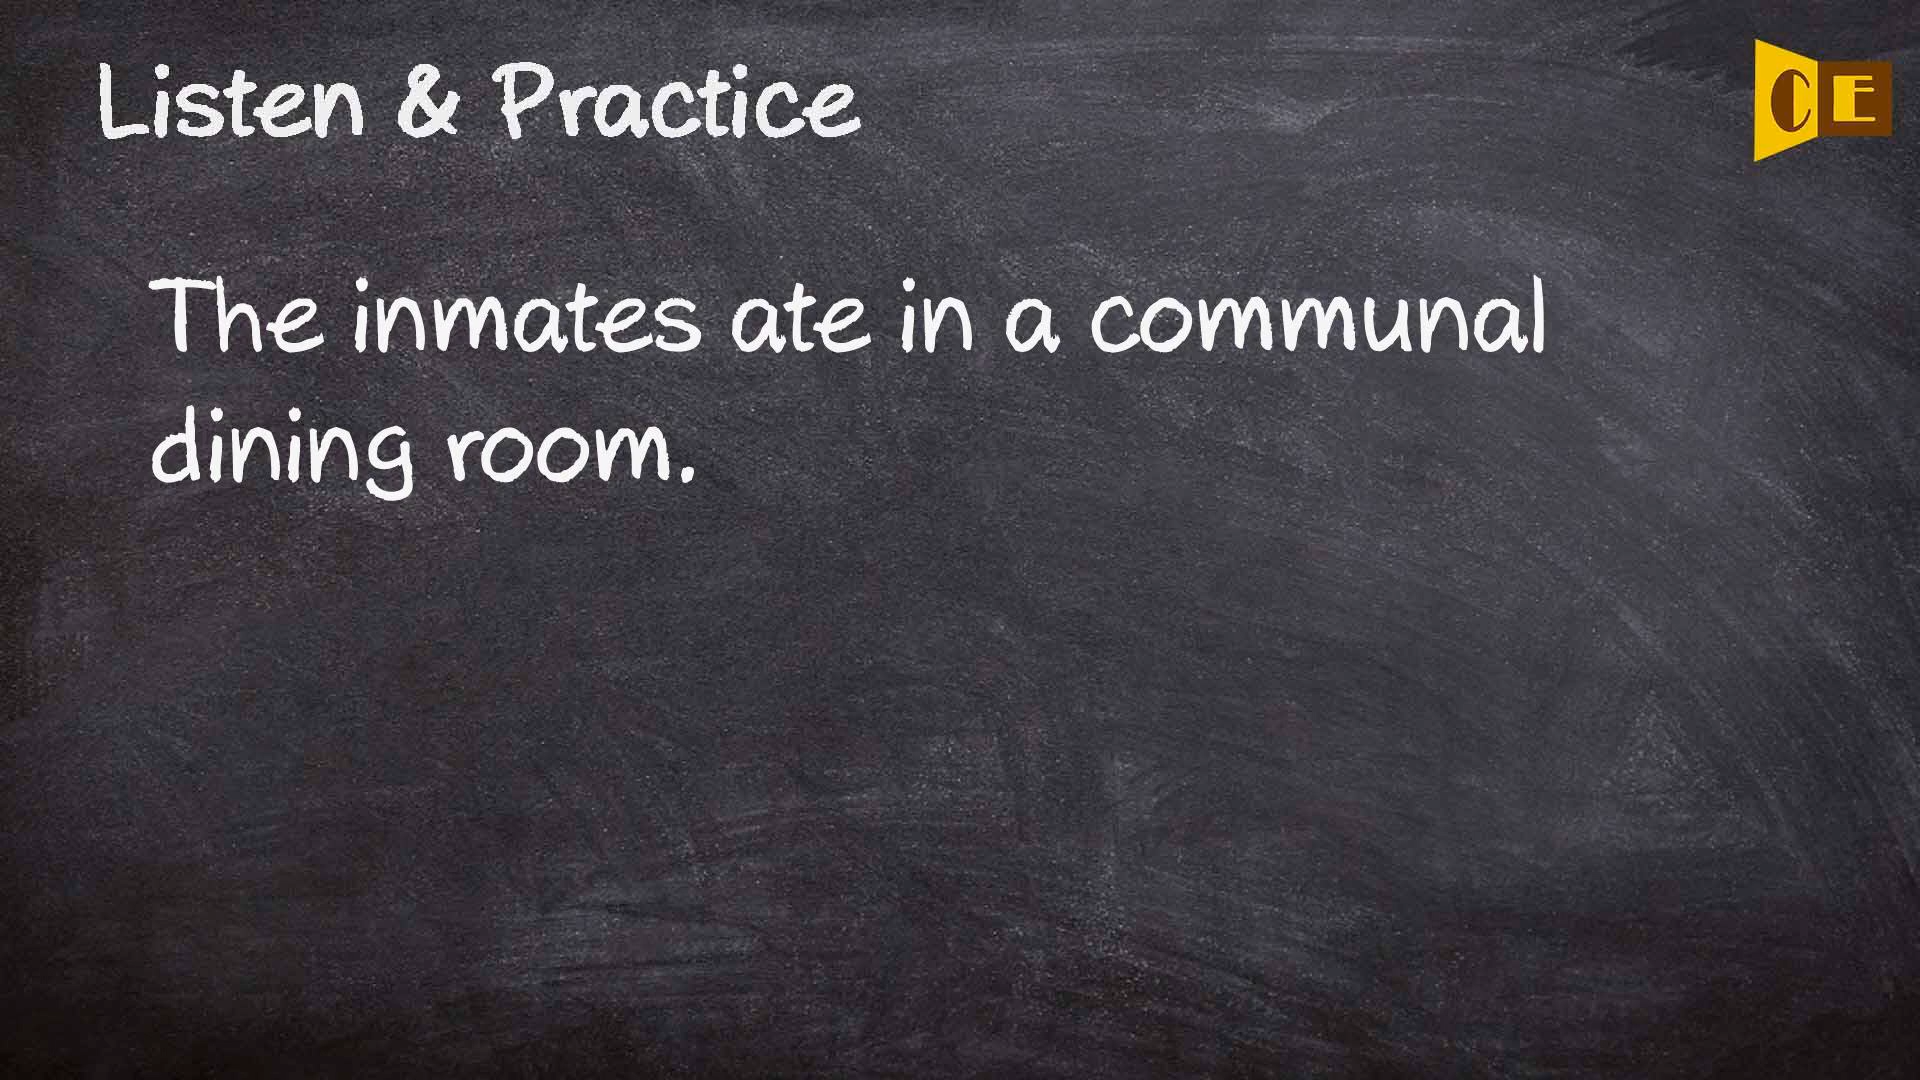 Listen & Practice
CE
The inmates ate in a communal
dining room.